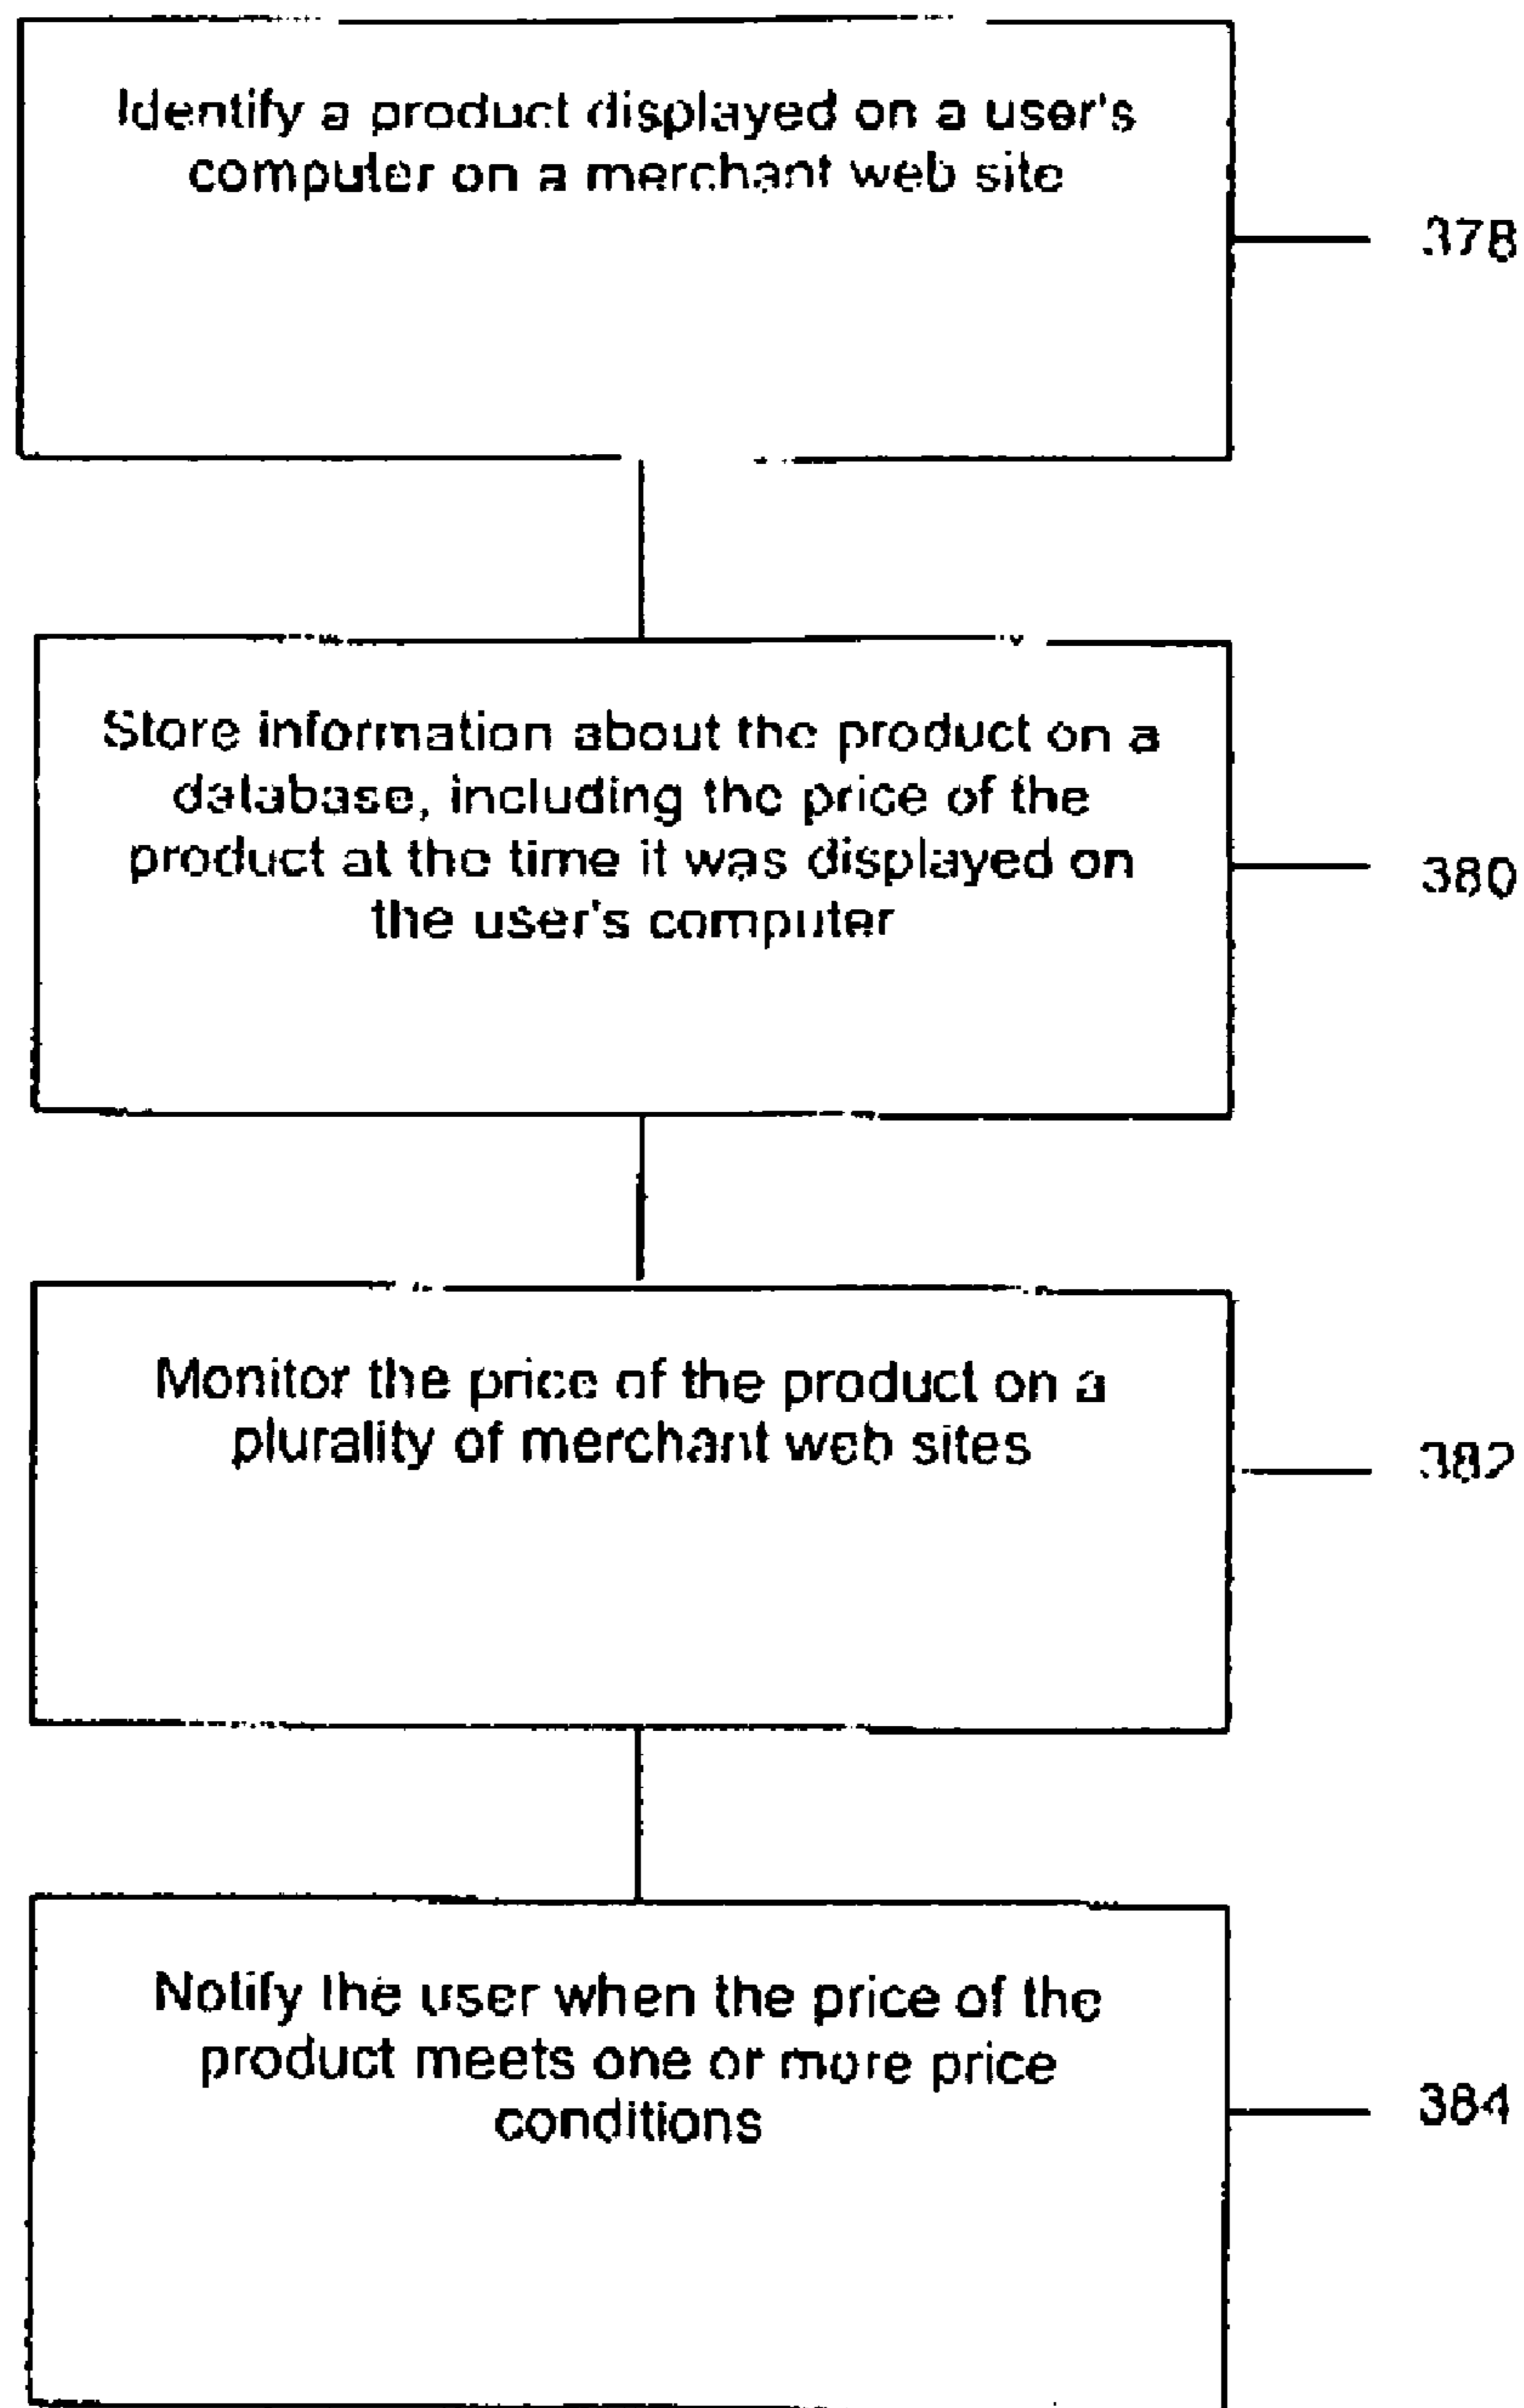 Identify a product displayed on a user's
computer on a merchant web site
378
Store information about the product on a
database, including the price of the
product at the time it was displayed on
the user's computer
380
Monitor the price of the product on a
plurality of merchant web sites
382
Notify the user when the price of the
product meets one or more price
conditions
384